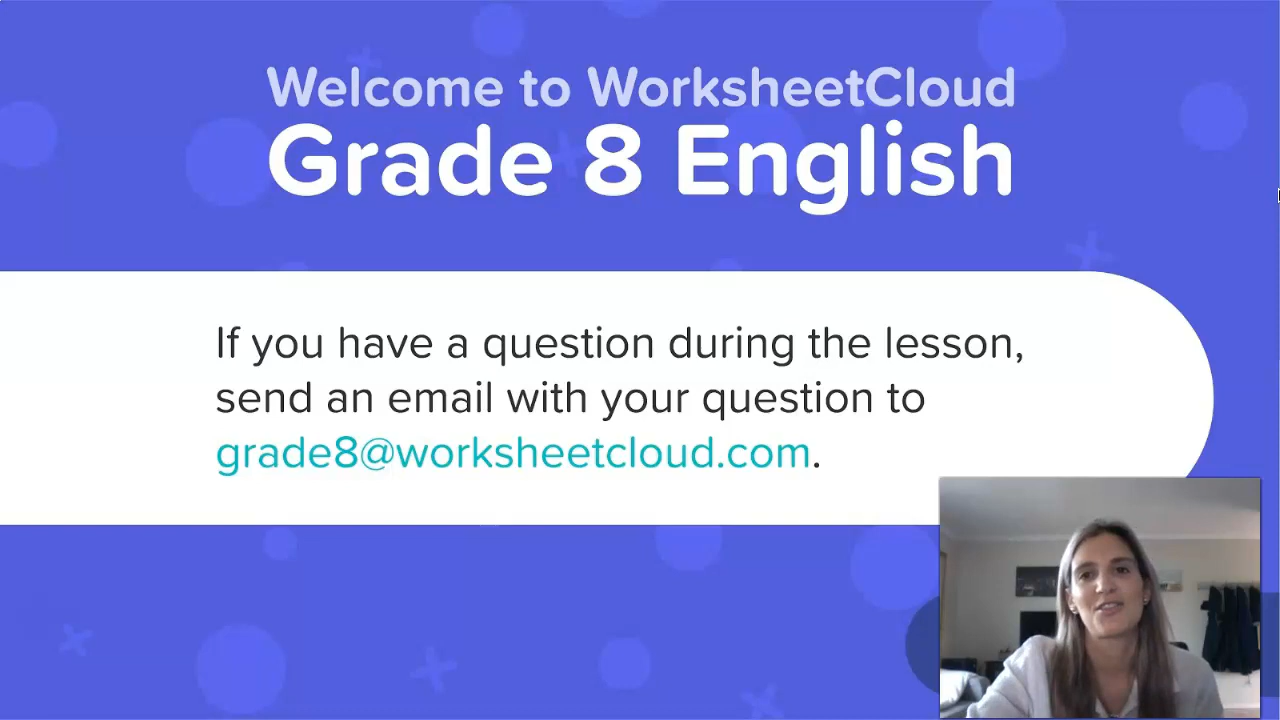 Welcome to WorksheetCloud
Grade 8 English
If you have a question during the lesson,
send an email with your question to
grade8@worksheetcloud.com.